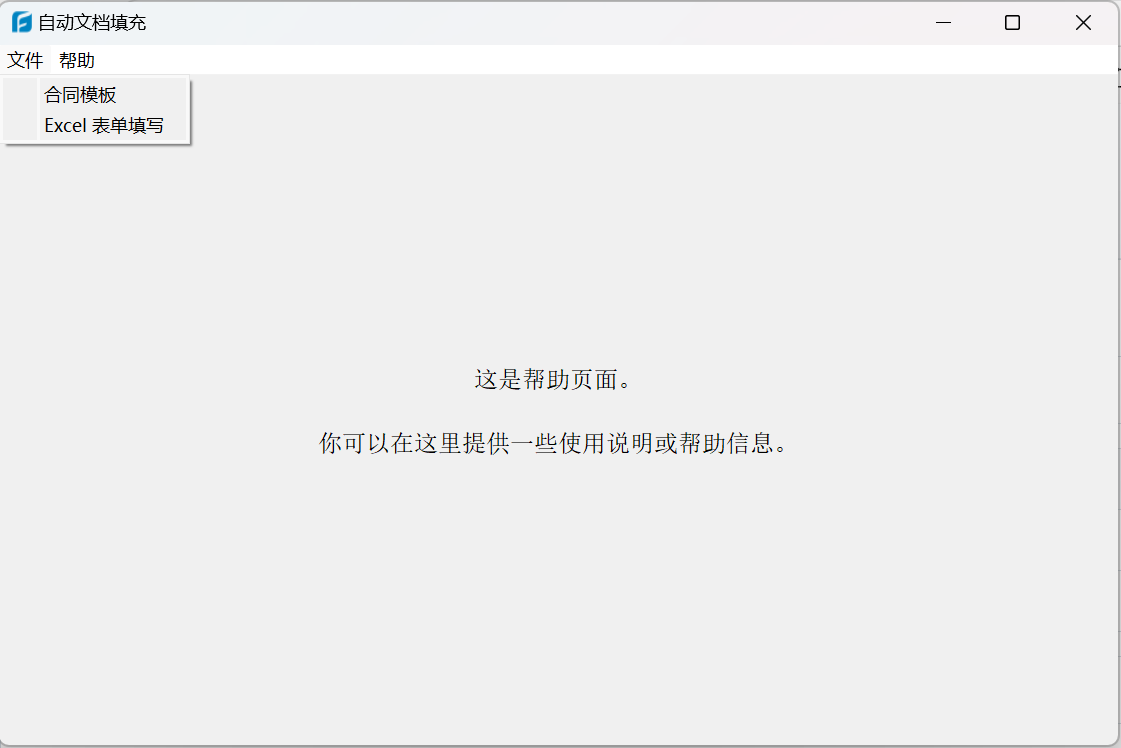 自动文档填充
文件 帮助
合同模板
Excel 表单填写
这是帮助页面。
你可以在这里提供一些使用说明或帮助信息。